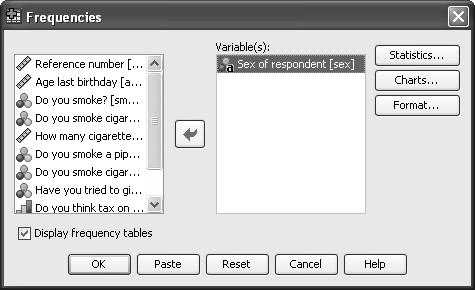 Frequencies
Variable(s):
Reference number [...
Age last birthday [a...
Do you smoke? [sm...
Do you smoke cigar...
How many cigarette...
Do you smoke a pip...
Do you smoke cigar...
Have you tried to gi...
Do you think tax on ...
Sex of respondent [sex]
Statistics...
Charts...
Format...
Display frequency tables
OK
Paste
Reset
Cancel
Help